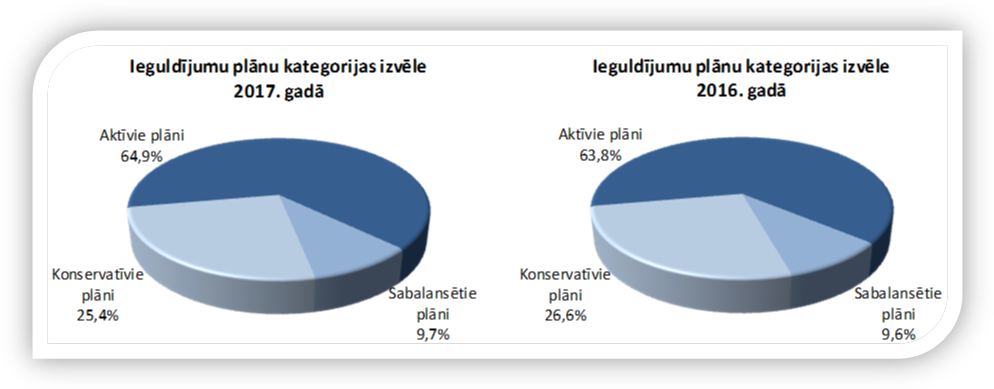 Ieguldījumu plānu kategorijas izvēle
2017. gadā
Aktīvie plāni
64,9%
Konservatīvie
plāni
25,4%
Sabalansētie
plāni
9,7%
Ieguldījumu plānu kategorijas izvēle
2016. gadā
Aktīvie plāni
63,8%
Konservatīvie
plāni
26,6%
Sabalansētie
plāni
9,6%